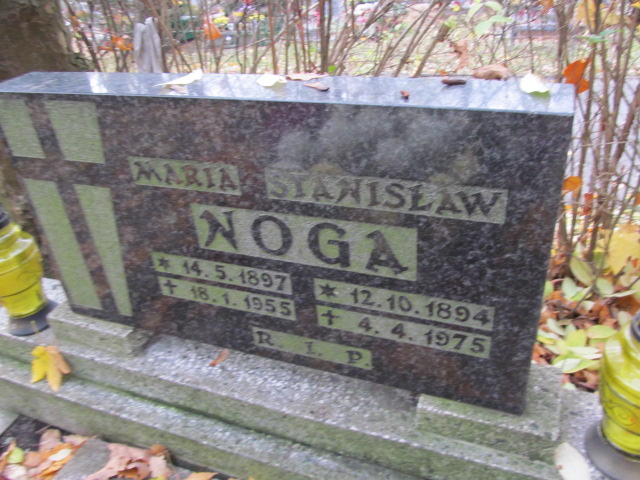 MARIA STANISŁAW
NOGA
* 14.5.1897 * 12.10.1894
✝ 18.1.1955 ✝ 4.4.1975
R. I. P.